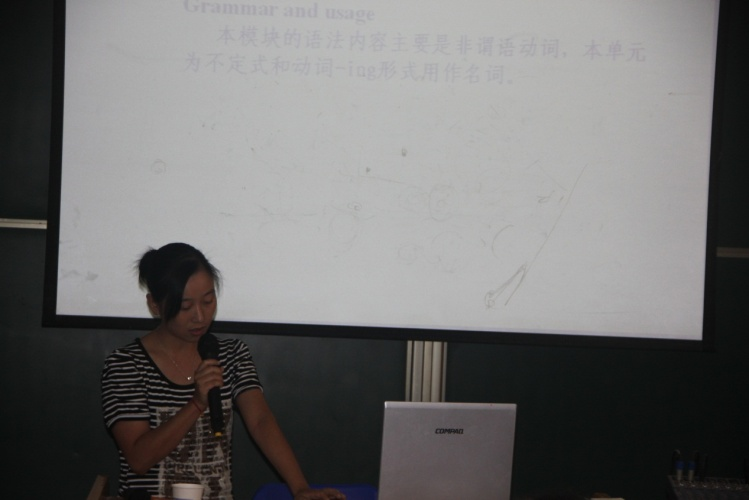 Grammar and usage
本模块的语法内容主要是非谓语动词，本单元
为不定式和动词-ing形式用作名词。
COMPAQ